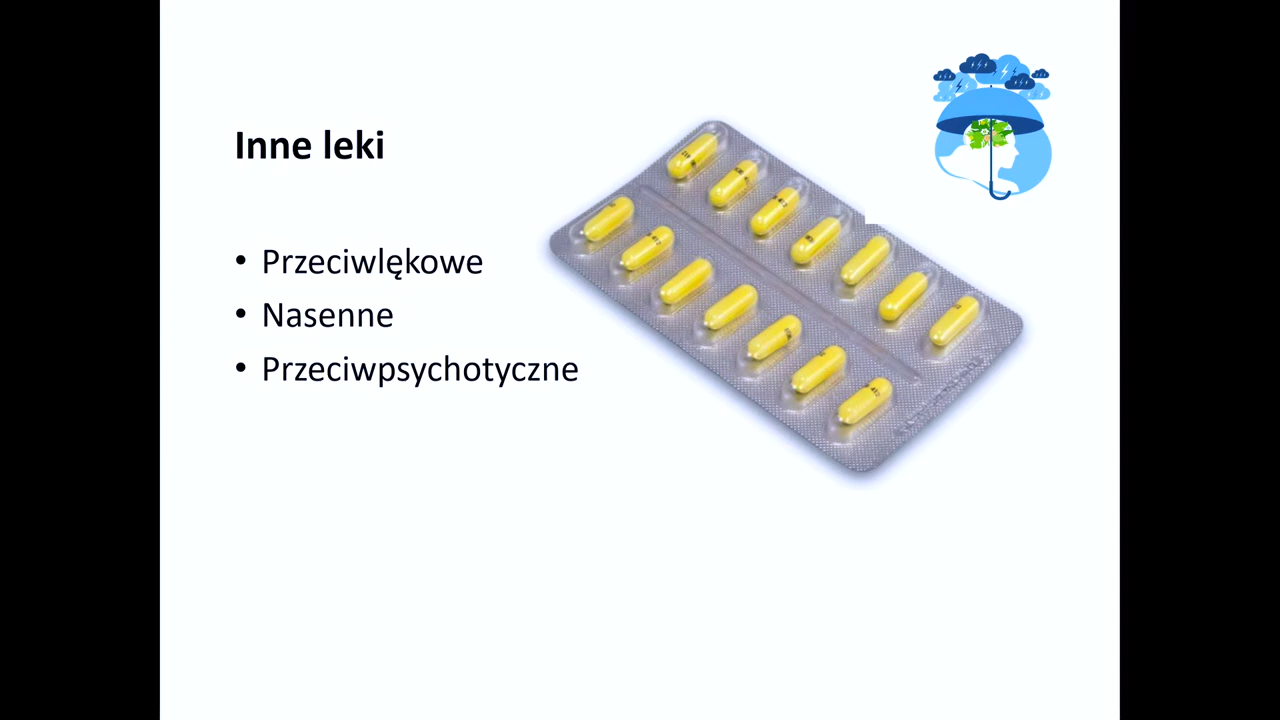 Inne leki
• Przeciwlękowe
• Nasenne
• Przeciwpsychotyczne